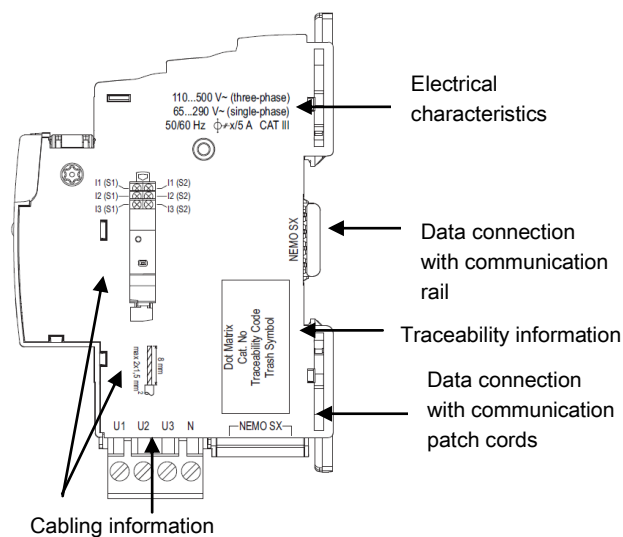 110...500 V~ (three-phase)
65...290 V~ (single-phase)
50/60 Hz x/5 A CAT III
I1 (S1) I1 (S2)
I2 (S1) I2 (S2)
I3 (S1) I3 (S2)
NEMO SX
Dot Matrix
Cat. No
Traceability Code
Trash Symbol
8 mm
max 2x1,5 mm²
U1 U2 U3 N
NEMO SX
Electrical
characteristics
Data connection
with communication
rail
Traceability information
Data connection
with communication
patch cords
Cabling information